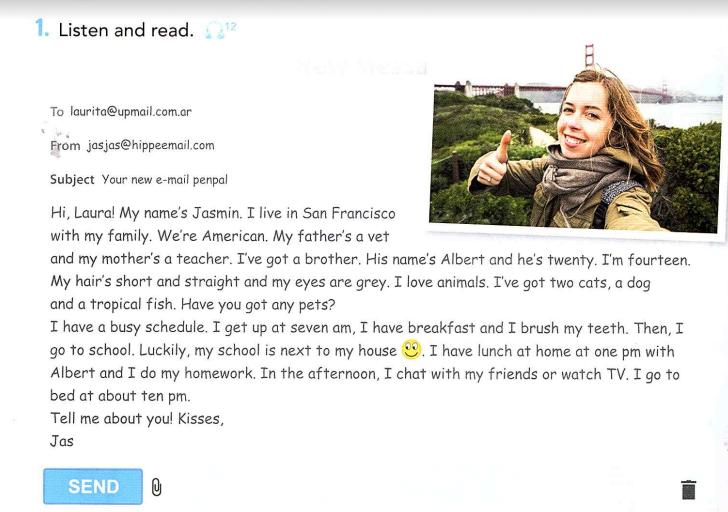 1. Listen and read. 12
To laurita@upmail.com.ar
From jasjas@hippeemail.com
Subject Your new e-mail penpal
Hi, Laura! My name's Jasmin. I live in San Francisco
with my family. We're American. My father's a vet
and my mother's a teacher. I've got a brother. His name's Albert and he's twenty. I'm fourteen.
My hair's short and straight and my eyes are grey. I love animals. I've got two cats, a dog
and a tropical fish. Have you got any pets?
I have a busy schedule. I get up at seven am, I have breakfast and I brush my teeth. Then, I
go to school. Luckily, my school is next to my house 🙂. I have lunch at home at one pm with
Albert and I do my homework. In the afternoon, I chat with my friends or watch TV. I go to
bed at about ten pm.
Tell me about you! Kisses,
Jas
SEND